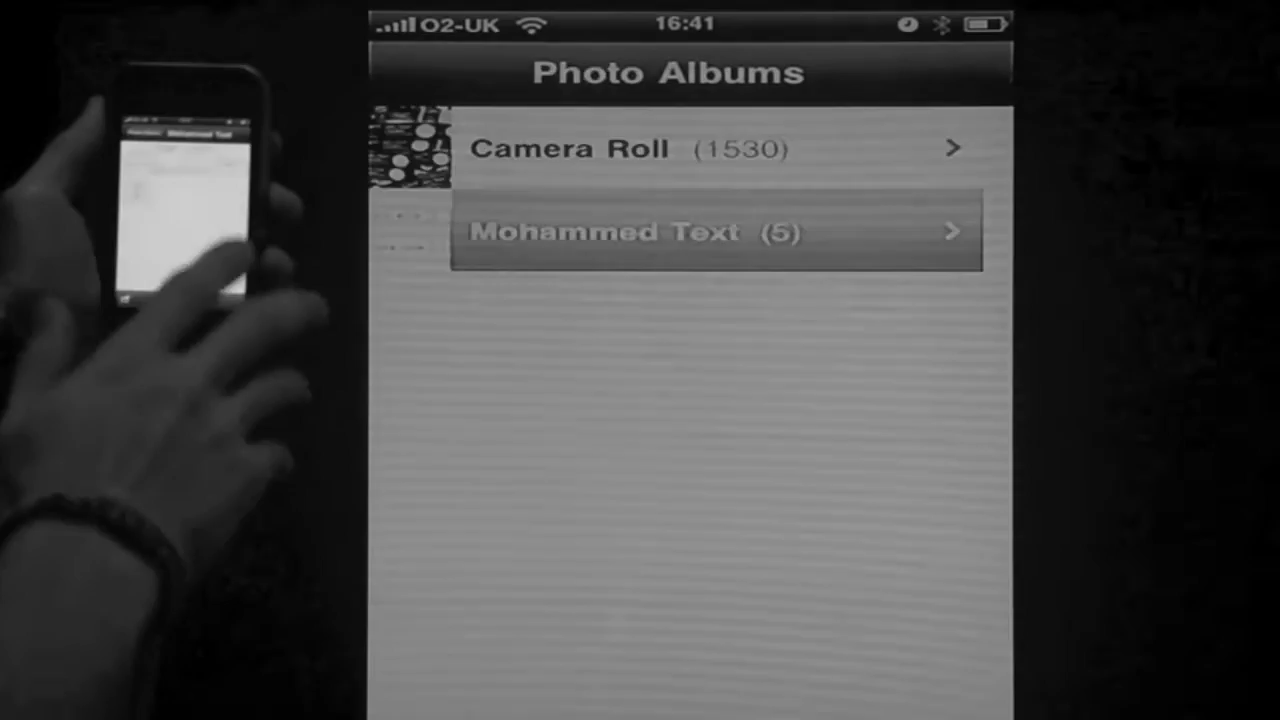 O2-UK 16:41
Photo Albums
Camera Roll (1530)
Mohammed Text (5)